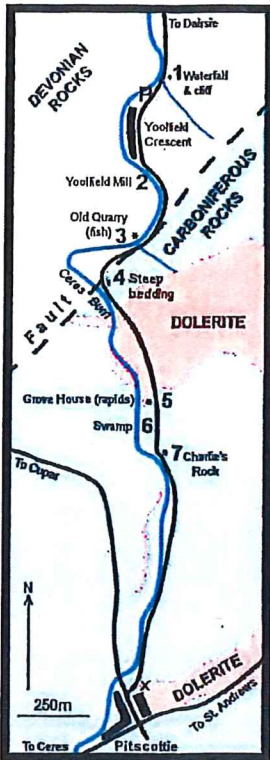 To Dairsie
DEVONIAN
ROCKS
1 Waterfall
& cliff
P
Yoolfield
Crescent
Yoolfield Mill 2
CARBONIFEROUS
ROCKS
Old Quarry
(fish) 3
Ceres Burn
4 Steep
bedding
Fault
DOLERITE
Grove House (rapids) 5
Swamp 6
7 Charlie's
Rock
To Cupar
N
X
DOLERITE
250m
To St. Andrews
To Ceres
Pitscottie